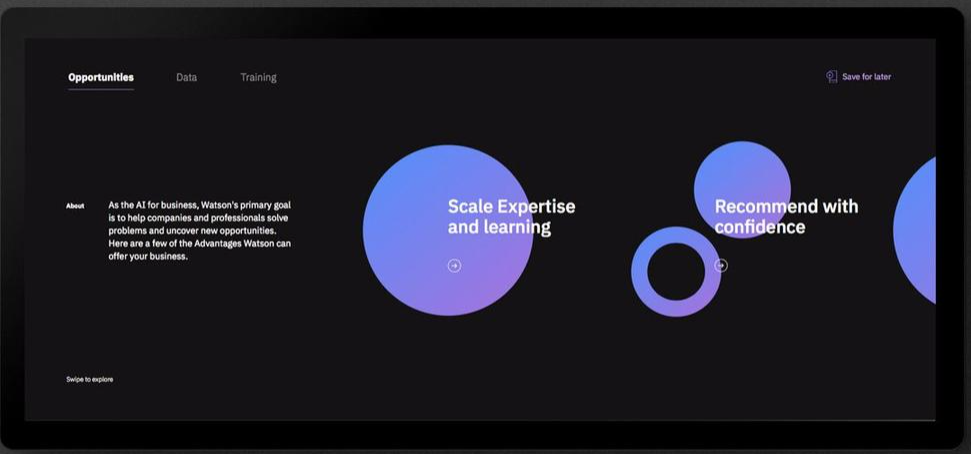 Opportunities
Data
Training
Save for later
About
As the AI for business, Watson's primary goal
is to help companies and professionals solve
problems and uncover new opportunities.
Here are a few of the Advantages Watson can
offer your business.
Scale Expertise
and learning
Recommend with
confidence
Swipe to explore